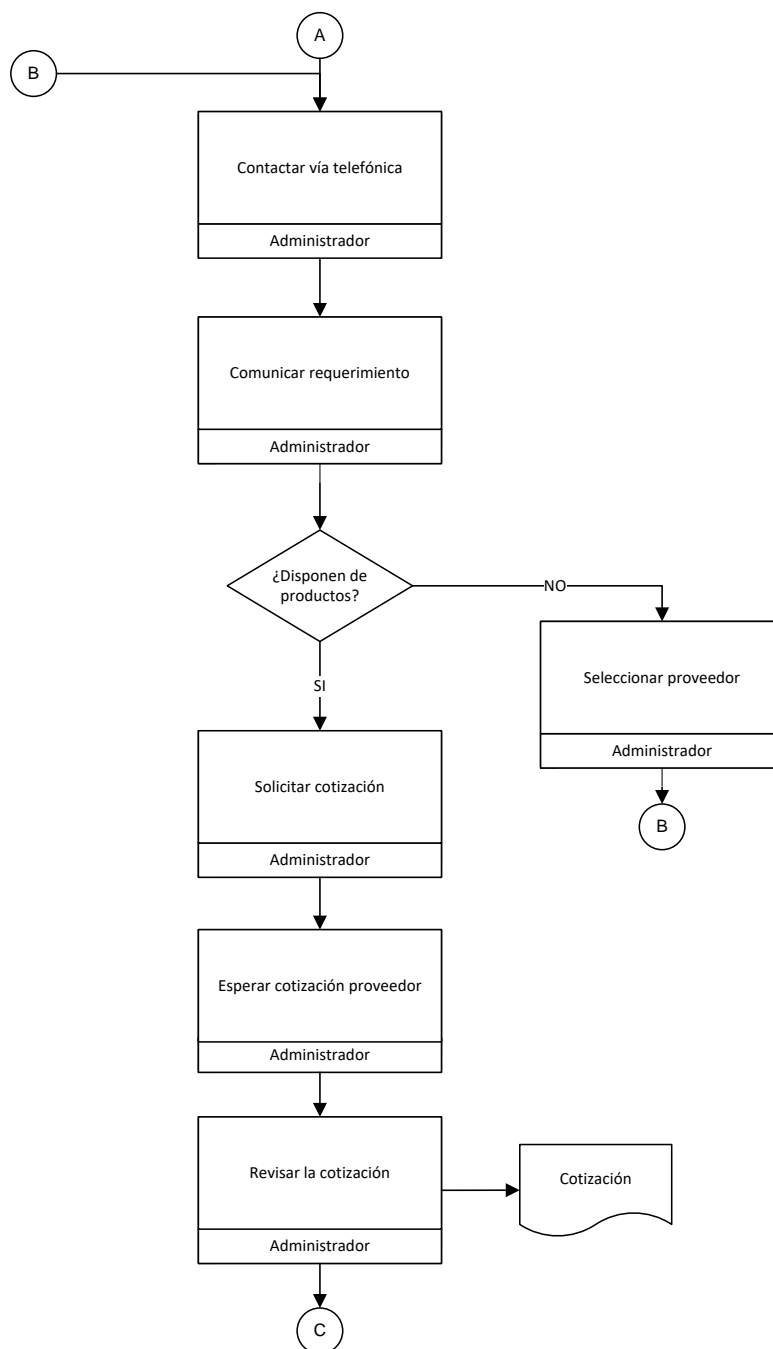 A
B
Contactar vía telefónica
Administrador
Comunicar requerimiento
Administrador
¿Disponen de
productos?
NO
SI
Seleccionar proveedor
Administrador
B
Solicitar cotización
Administrador
Esperar cotización proveedor
Administrador
Revisar la cotización
Administrador
Cotización
C